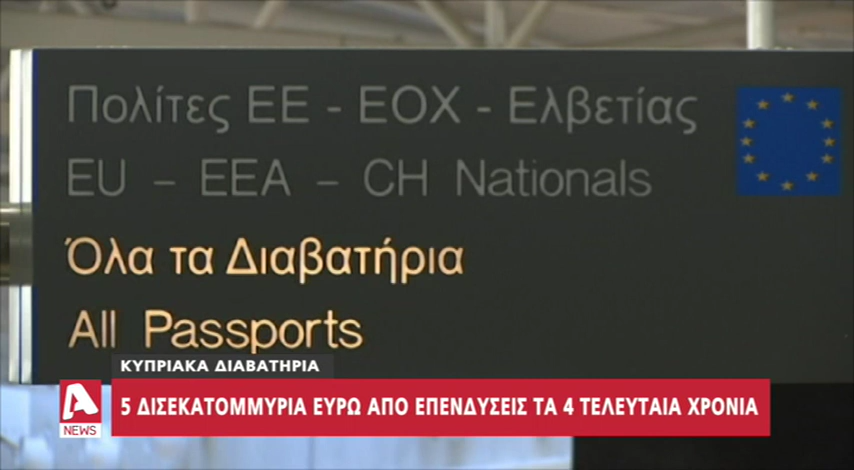 Πολίτες ΕΕ - ΕΟΧ - Ελβετίας
EU – EEA – CH Nationals
Όλα τα Διαβατήρια
All Passports
ΚΥΠΡΙΑΚΑ ΔΙΑΒΑΤΗΡΙΑ
5 ΔΙΣΕΚΑΤΟΜΜΥΡΙΑ ΕΥΡΩ ΑΠΟ ΕΠΕΝΔΥΣΕΙΣ ΤΑ 4 ΤΕΛΕΥΤΑΙΑ ΧΡΟΝΙΑ
A
NEWS